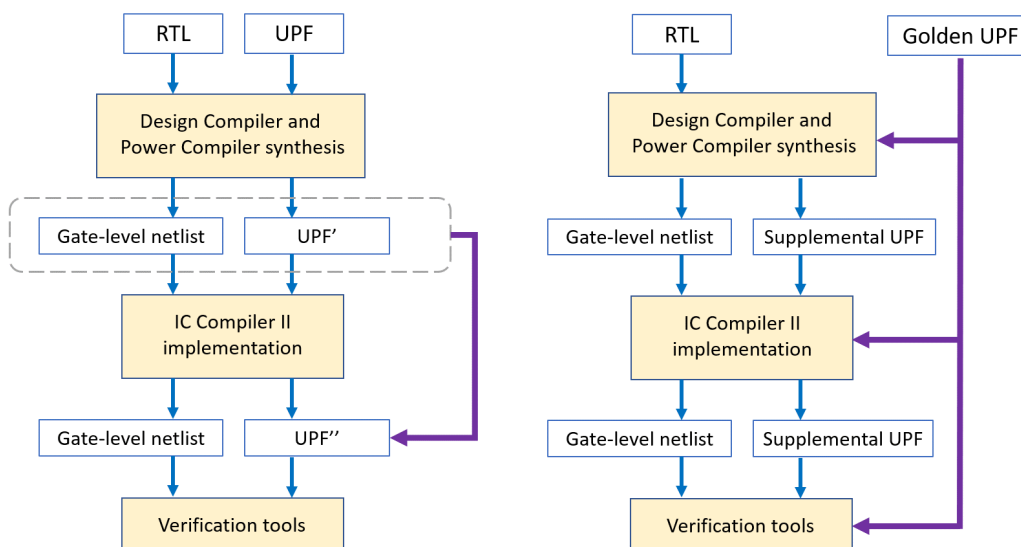 RTL
UPF
Design Compiler and
Power Compiler synthesis
Gate-level netlist
UPF’
IC Compiler II
implementation
Gate-level netlist
UPF’’
Verification tools
RTL
Golden UPF
Design Compiler and
Power Compiler synthesis
Gate-level netlist
Supplemental UPF
IC Compiler II
implementation
Gate-level netlist
Supplemental UPF
Verification tools